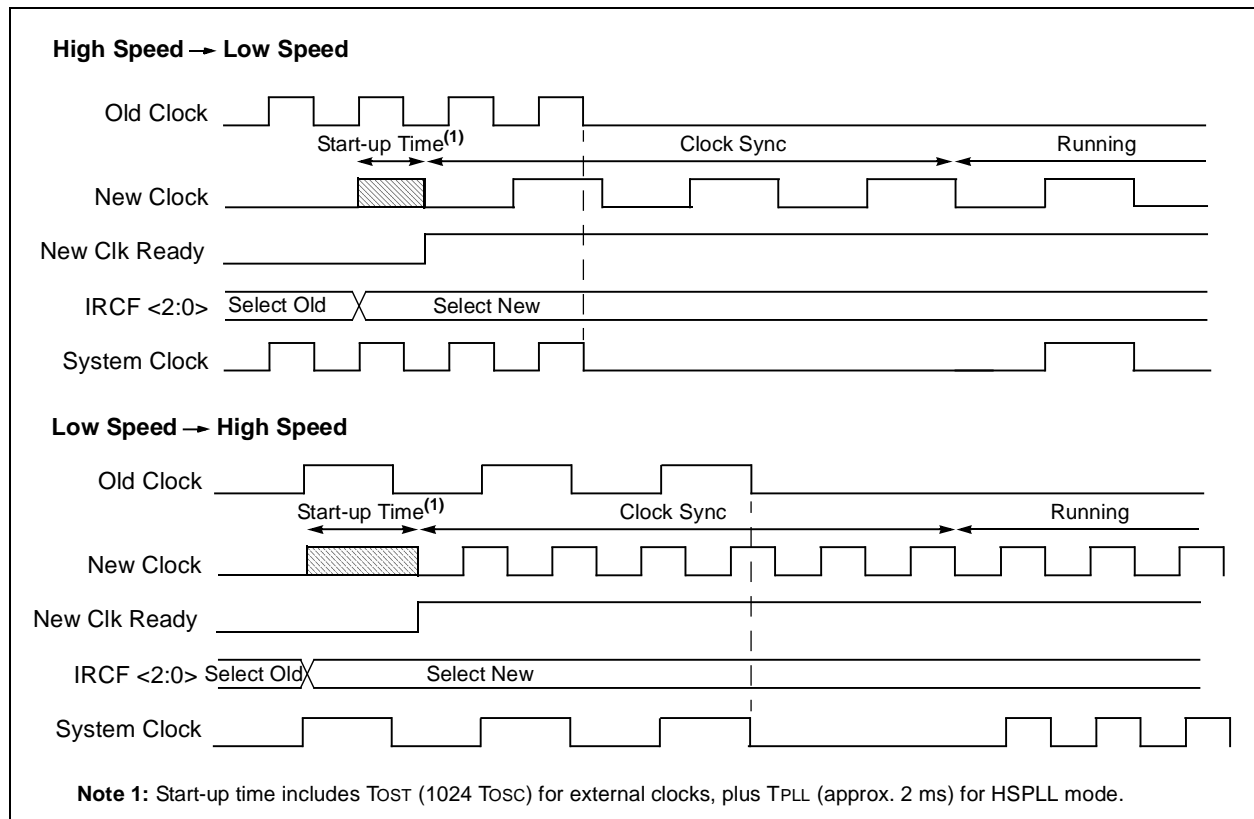 High Speed → Low Speed
Old Clock
Start-up Time(1) Clock Sync Running
New Clock
New Clk Ready
IRCF <2:0> Select Old Select New
System Clock
Low Speed → High Speed
Old Clock
Start-up Time(1) Clock Sync Running
New Clock
New Clk Ready
IRCF <2:0> Select Old Select New
System Clock
Note 1: Start-up time includes TOST (1024 TOSC) for external clocks, plus TPLL (approx. 2 ms) for HSPLL mode.